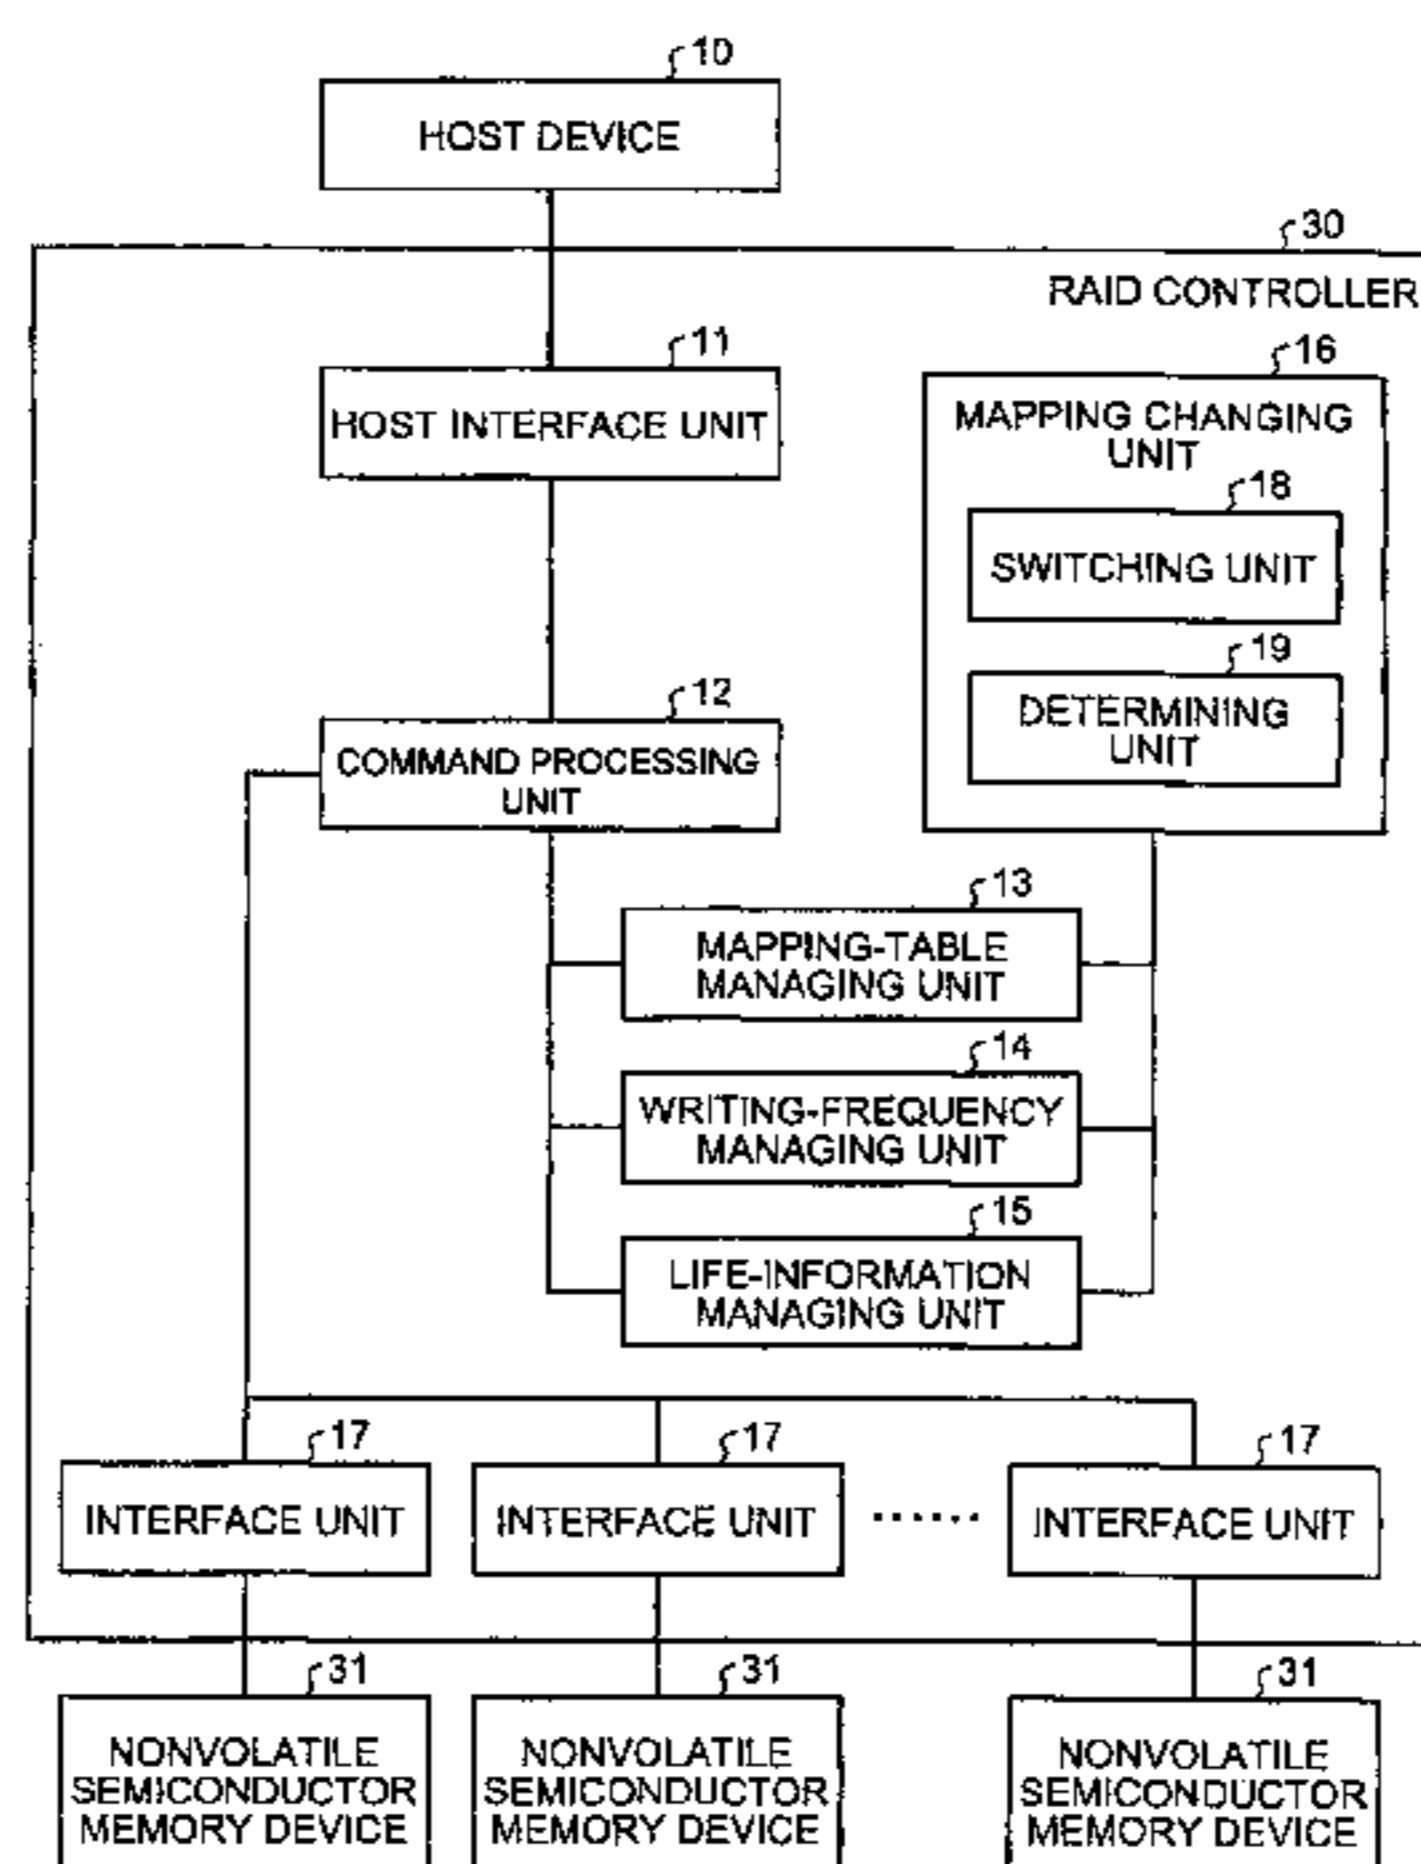 10
HOST DEVICE
30
RAID CONTROLLER
11
HOST INTERFACE UNIT
16
MAPPING CHANGING
UNIT
18
SWITCHING UNIT
19
DETERMINING
UNIT
12
COMMAND PROCESSING
UNIT
13
MAPPING-TABLE
MANAGING UNIT
14
WRITING-FREQUENCY
MANAGING UNIT
15
LIFE-INFORMATION
MANAGING UNIT
17
INTERFACE UNIT
17
INTERFACE UNIT
......
17
INTERFACE UNIT
31
NONVOLATILE
SEMICONDUCTOR
MEMORY DEVICE
31
NONVOLATILE
SEMICONDUCTOR
MEMORY DEVICE
31
NONVOLATILE
SEMICONDUCTOR
MEMORY DEVICE